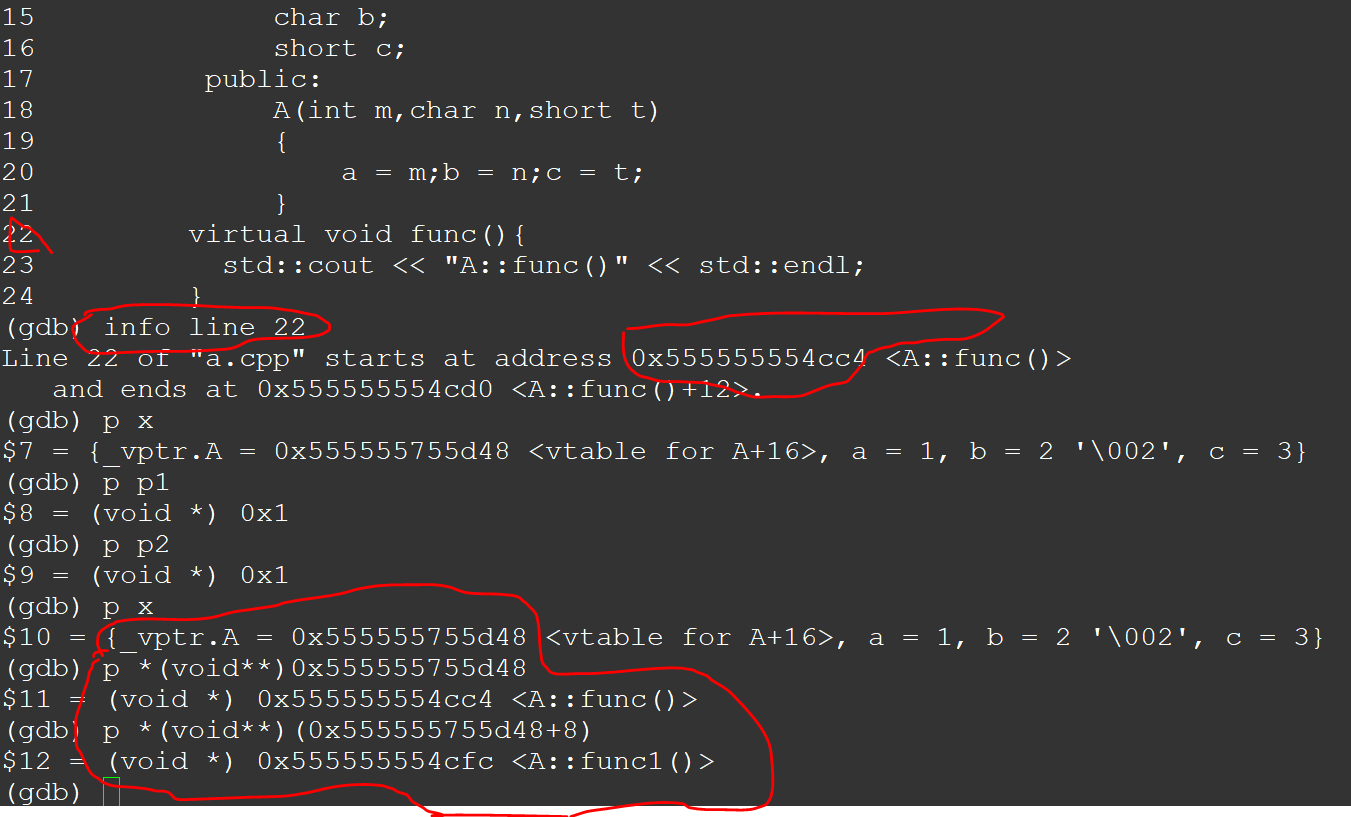 15              char b;
16              short c;
17          public:
18              A(int m,char n,short t)
19              {
20                  a = m;b = n;c = t;
21              }
22         virtual void func(){
23           std::cout << "A::func()" << std::endl;
24         }
(gdb) info line 22
Line 22 of "a.cpp" starts at address 0x555555554cc4 <A::func()>
   and ends at 0x555555554cd0 <A::func()+12>.
(gdb) p x
$7 = {_vptr.A = 0x555555755d48 <vtable for A+16>, a = 1, b = 2 '\002', c = 3}
(gdb) p p1
$8 = (void *) 0x1
(gdb) p p2
$9 = (void *) 0x1
(gdb) p x
$10 = {_vptr.A = 0x555555755d48 <vtable for A+16>, a = 1, b = 2 '\002', c = 3}
(gdb) p *(void**)0x555555755d48
$11 = (void *) 0x555555554cc4 <A::func()>
(gdb) p *(void**)(0x555555755d48+8)
$12 = (void *) 0x555555554cfc <A::func1()>
(gdb)